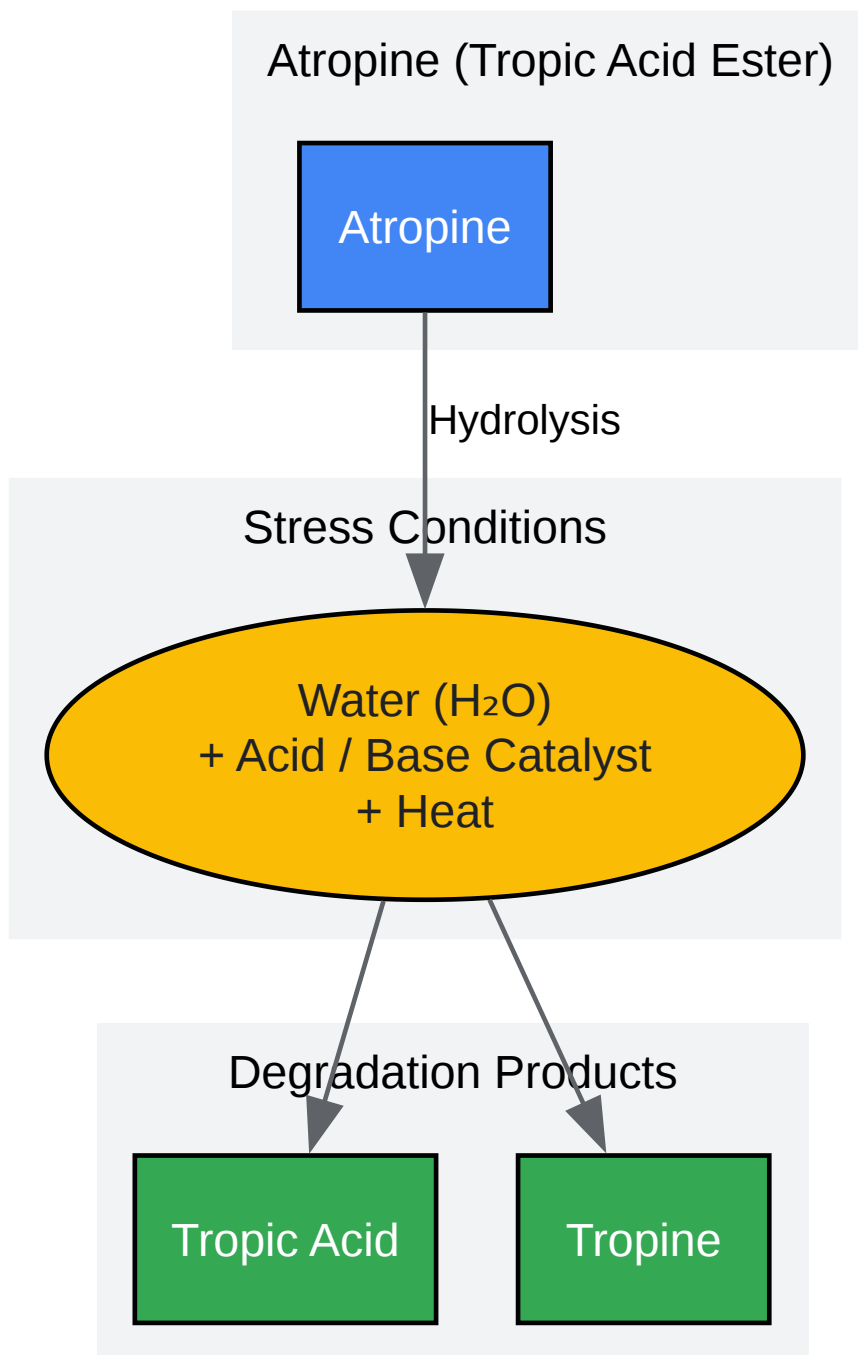 Atropine (Tropic Acid Ester)
Atropine
Hydrolysis
Stress Conditions
Water (H₂O)
+ Acid / Base Catalyst
+ Heat
Degradation Products
Tropic Acid
Tropine